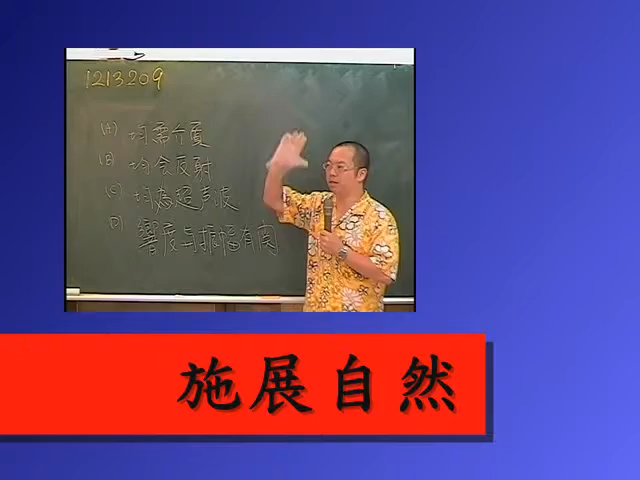 1213209
(A) 均需介質
(B) 均会反射
(C) 均為超声波
(D) 響度与振幅有関
施展自然